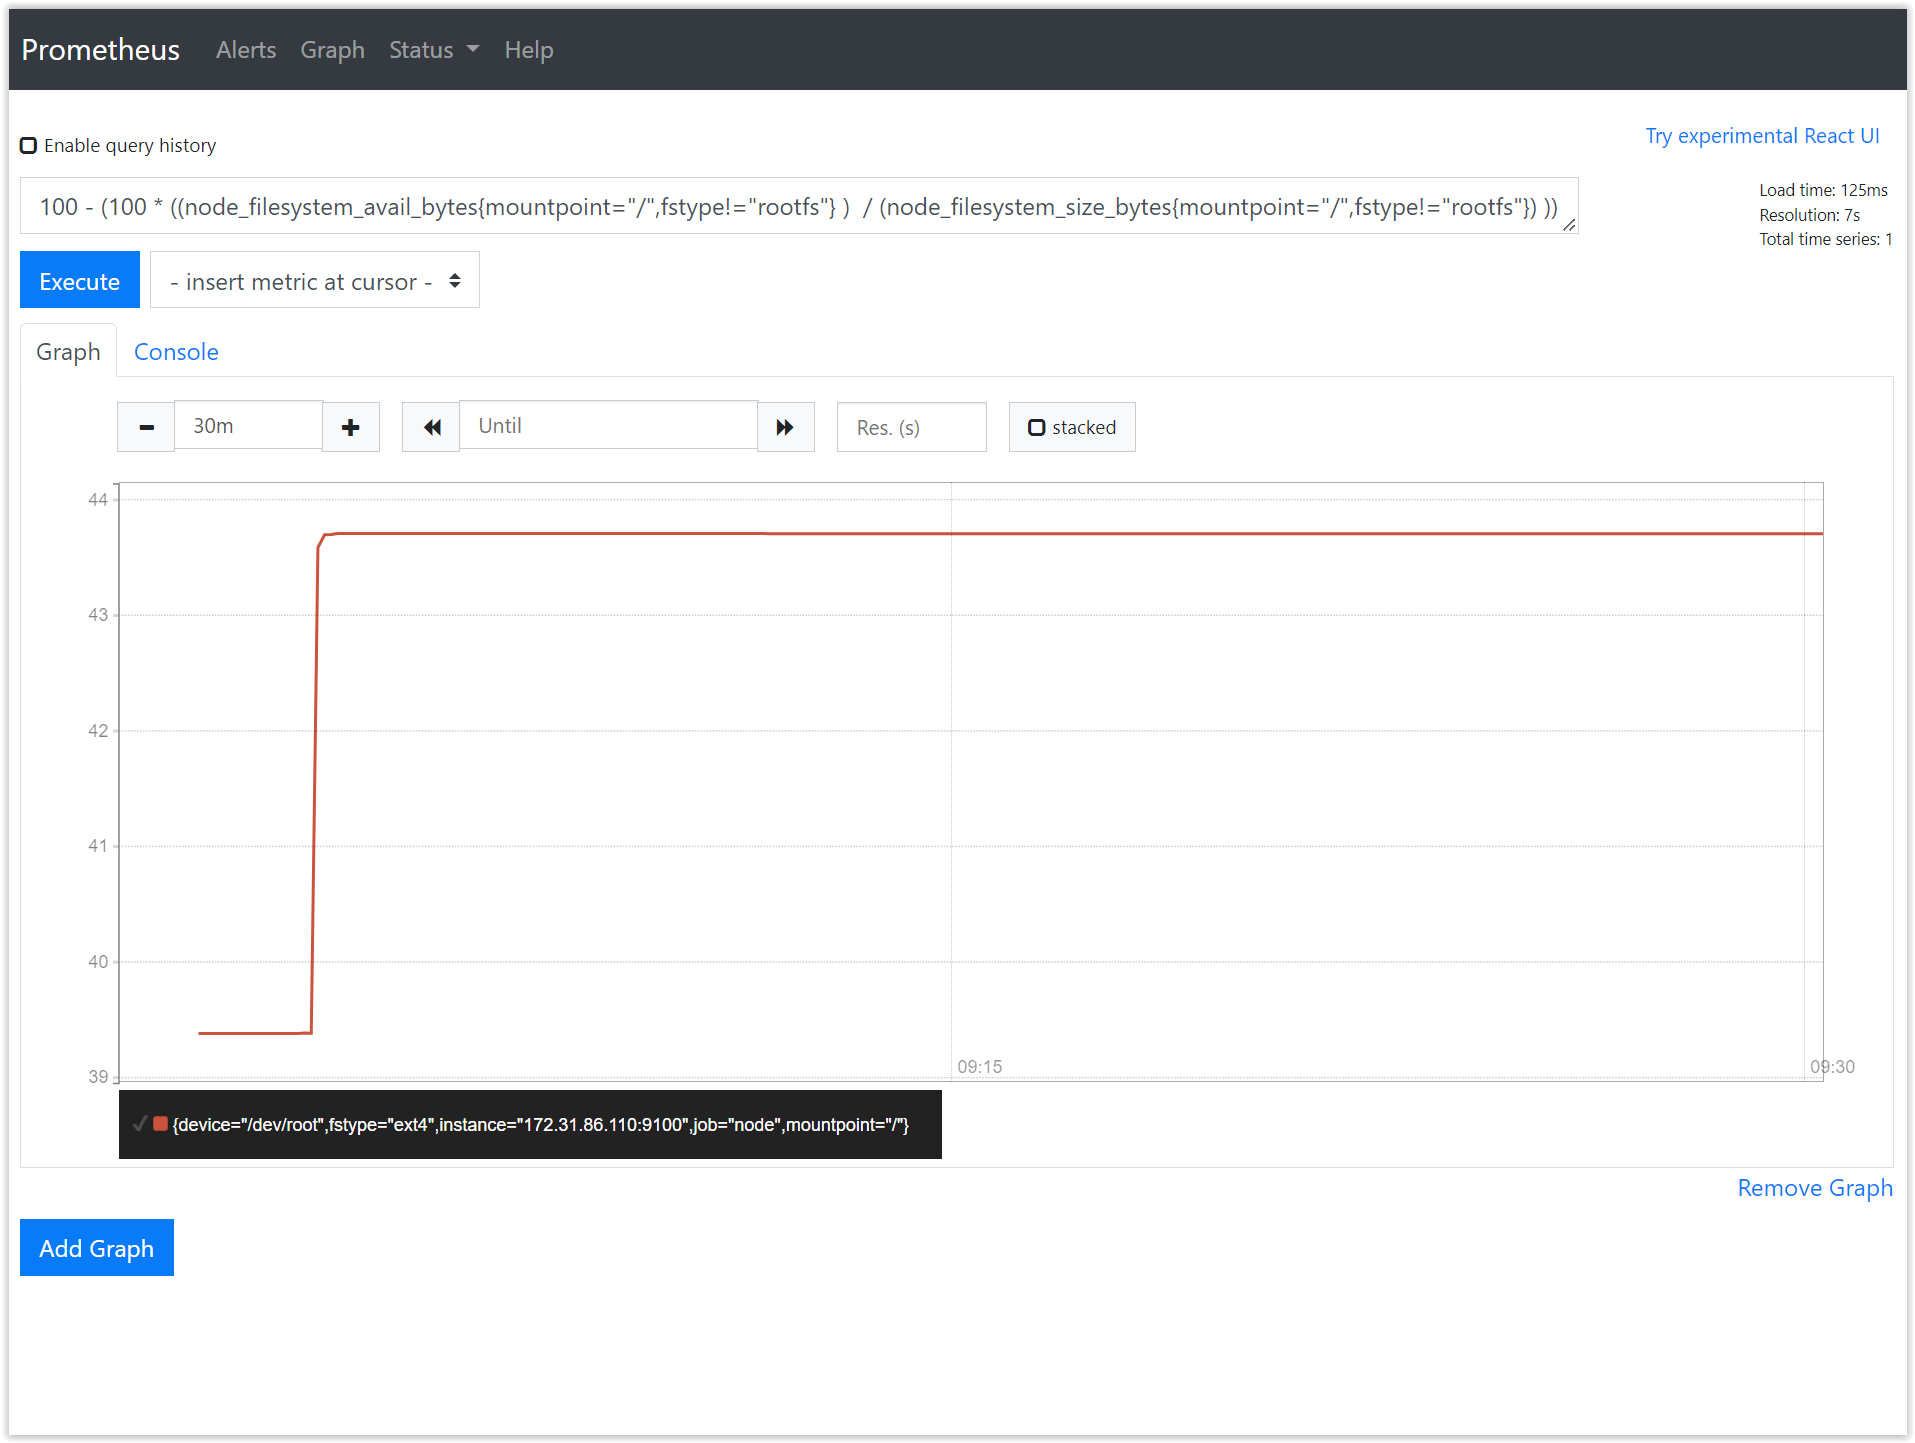 Prometheus Alerts Graph Status Help
Enable query history
Try experimental React UI
100 - (100 * ((node_filesystem_avail_bytes{mountpoint="/",fstype!="rootfs"} )  / (node_filesystem_size_bytes{mountpoint="/",fstype!="rootfs"}) ))
Load time: 125ms
Resolution: 7s
Total time series: 1
Execute - insert metric at cursor -
Graph Console
30m Until Res. (s) stacked
44
43
42
41
40
39
09:15 09:30
{device="/dev/root",fstype="ext4",instance="172.31.86.110:9100",job="node",mountpoint="/"}
Remove Graph
Add Graph